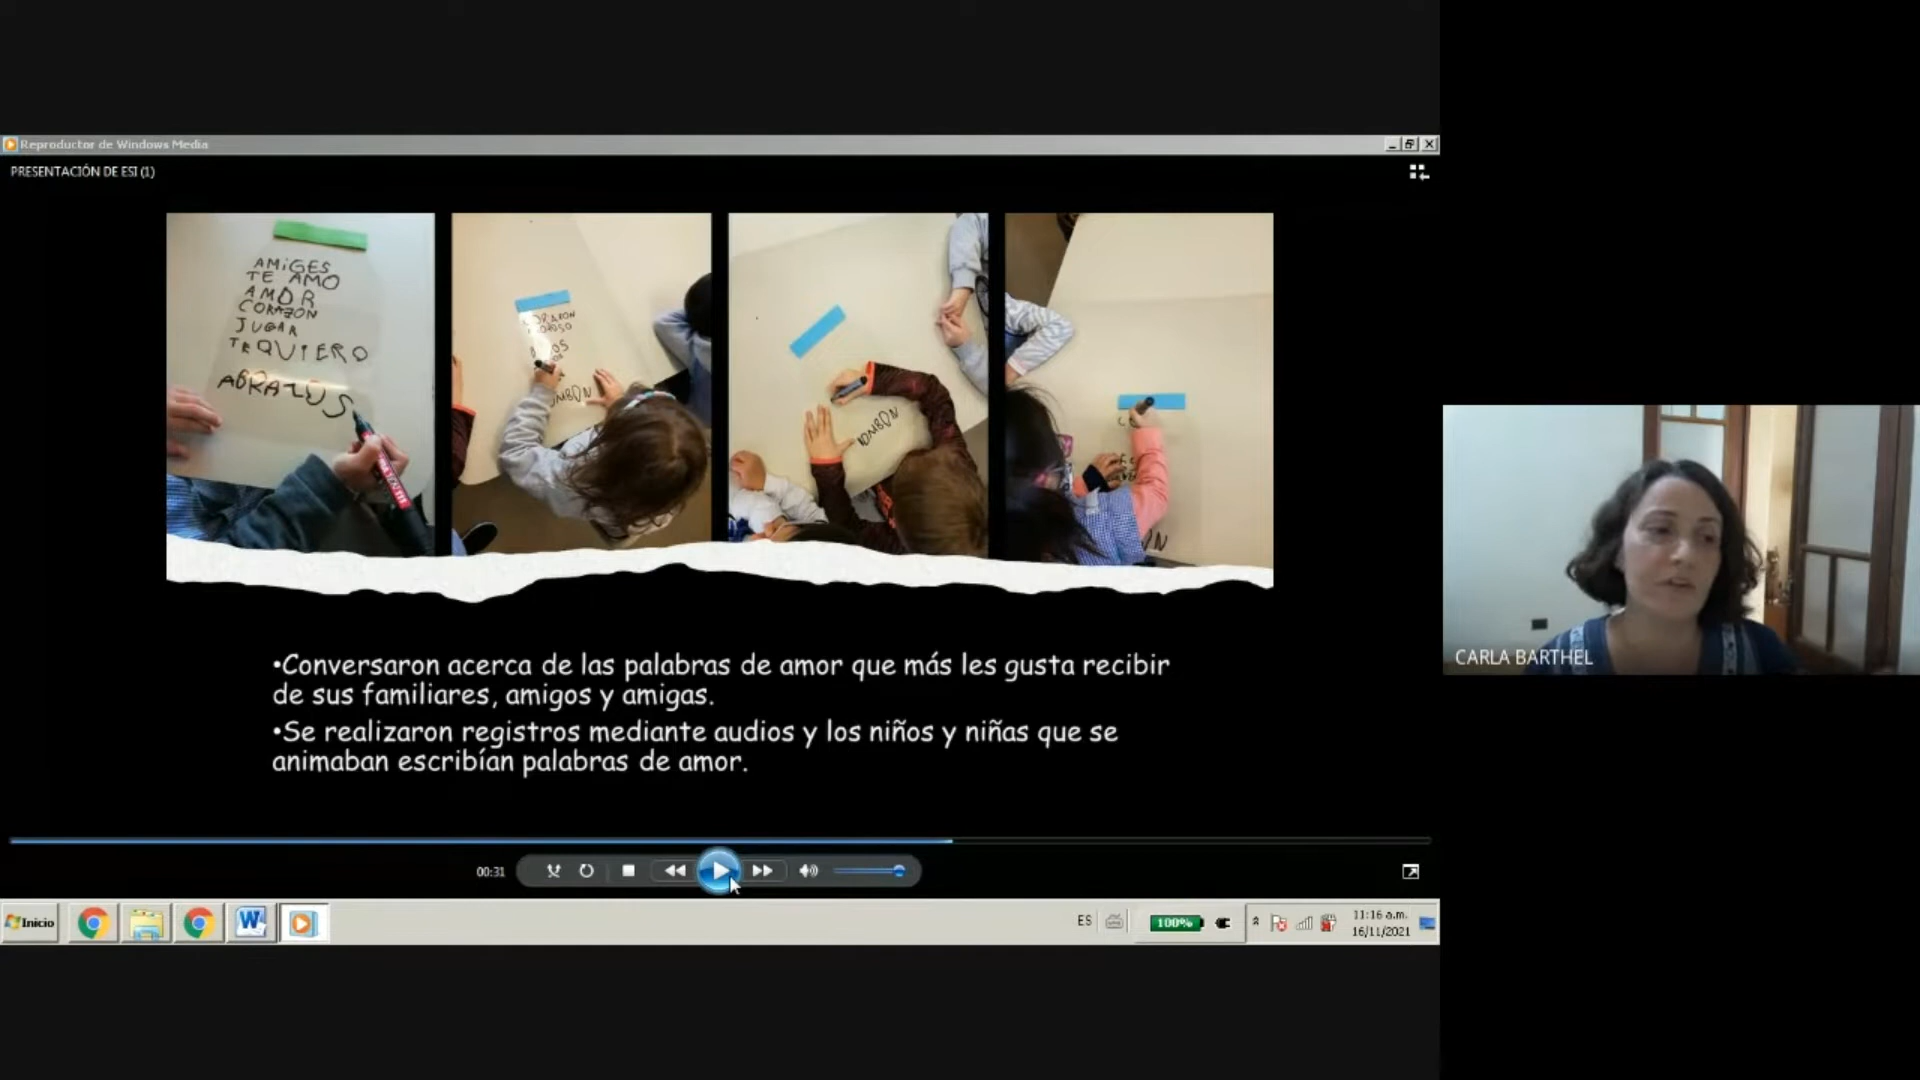 Reproductor de Windows Media
PRESENTACIÓN DE ESI (1)
AMiGES
TE AMO
AMOR
CORAZON
JUGAR
TEQUIERO
ABRAZOS
•Conversaron acerca de las palabras de amor que más les gusta recibir
de sus familiares, amigos y amigas.
•Se realizaron registros mediante audios y los niños y niñas que se
animaban escribían palabras de amor.
CARLA BARTHEL
00:31
Inicio
ES
100%
11:16 a.m.
16/11/2021